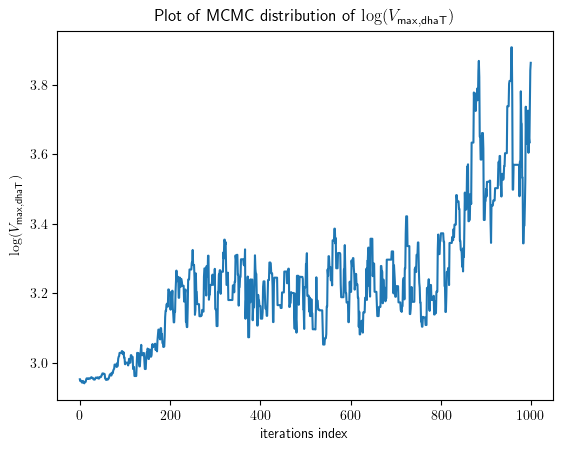 Plot of MCMC distribution of log(V_max,dhaT)
log(V_max,dhaT)
3.8
3.6
3.4
3.2
3.0
0 200 400 600 800 1000
iterations index